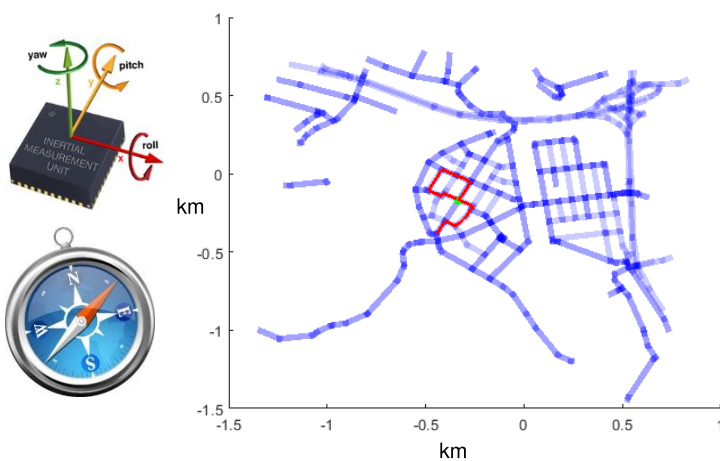 yaw
z
pitch
y
roll
x
INERTIAL
MEASUREMENT
UNIT
N
E
S
W
1
0.5
0
-0.5
-1
-1.5
km
-1.5
-1
-0.5
0
0.5
1
km